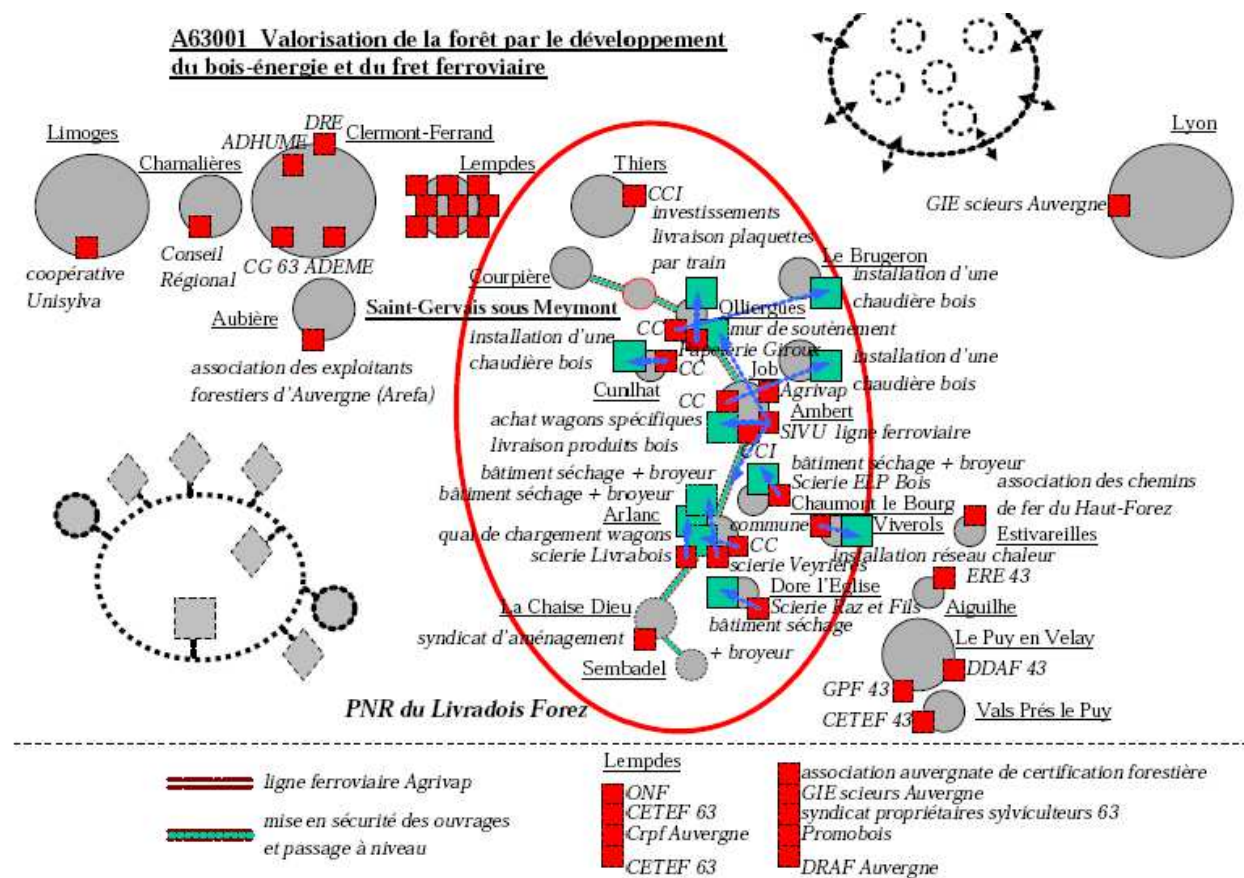 A63001 Valorisation de la forêt par le développement
du bois-énergie et du fret ferroviaire
Limoges
Chamalières
DRE
ADHUME
Clermont-Ferrand
Lempdes
Thiers
Lyon
CCI
GIE scieurs Auvergne
investissements
livraison plaquettes
par train
coopérative
Unisylva
Conseil
Régional
CG 63 ADEME
Courpière
Le Brugeron
installation d'une
chaudière bois
Aubière
Saint-Gervais sous Meymont
Olliergues
CC
mur de soutènement
Papeterie Giroux
installation d'une
chaudière bois
CC
Cunlhat
association des exploitants
forestiers d'Auvergne (Arefa)
Job
installation d'une
chaudière bois
CC
Agrivap
Ambert
achat wagons spécifiques
livraison produits bois
SIVU ligne ferroviaire
CCI
bâtiment séchage + broyeur
bâtiment séchage + broyeur
Scierie ELP Bois
bâtiment séchage + broyeur
Chaumont le Bourg
association des chemins
de fer du Haut-Forez
Arlanc
commune
Viverols
Estivareilles
quai de chargement wagons
CC
installation réseau chaleur
scierie Livrabois
scierie Veyrières
ERE 43
Dore l'Eglise
Aiguilhe
La Chaise Dieu
Scierie Raz et Fils
bâtiment séchage
+ broyeur
syndicat d'aménagement
Sembadel
Le Puy en Velay
DDAF 43
GPF 43
PNR du Livradois Forez
CETEF 43
Vals Prés le Puy
ligne ferroviaire Agrivap
mise en sécurité des ouvrages
et passage à niveau
Lempdes
ONF
CETEF 63
Crpf Auvergne
CETEF 63
association auvergnate de certification forestière
GIE scieurs Auvergne
syndicat propriétaires sylviculteurs 63
Promobois
DRAF Auvergne